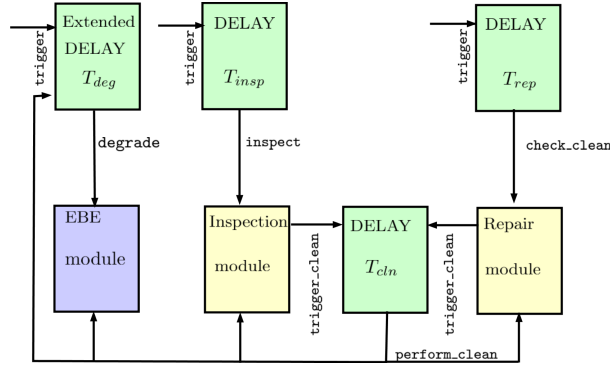 trigger
Extended
DELAY
T_deg
trigger
DELAY
T_insp
trigger
DELAY
T_rep
degrade
inspect
check_clean
EBE
module
Inspection
module
trigger_clean
DELAY
T_cln
trigger_clean
Repair
module
perform_clean